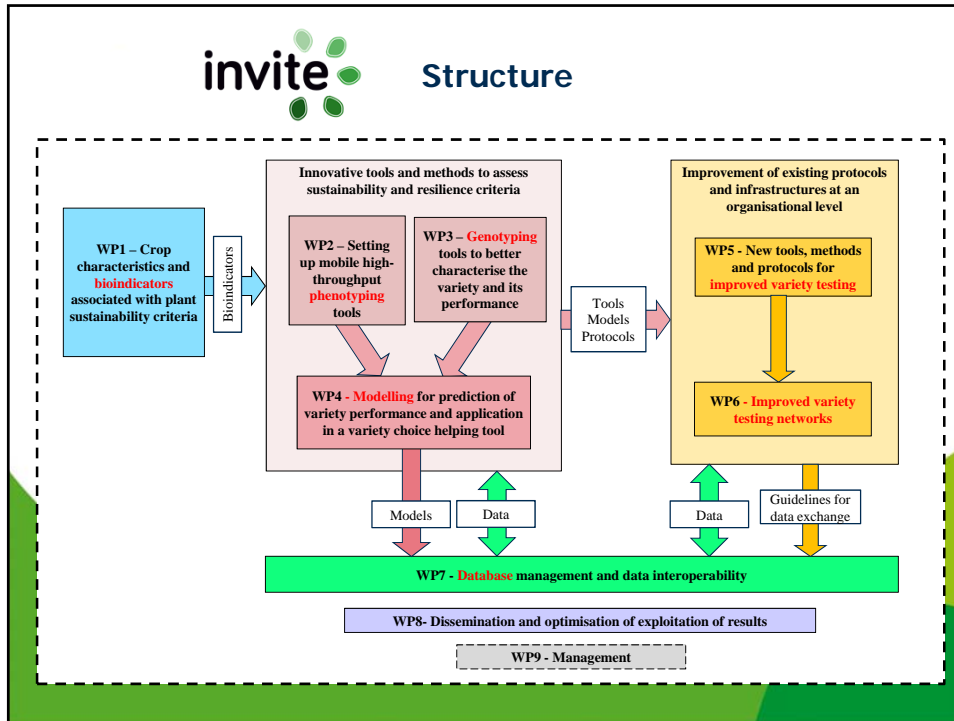 invite
Structure
Innovative tools and methods to assess
sustainability and resilience criteria
Improvement of existing protocols
and infrastructures at an
organisational level
WP1 – Crop
characteristics and
bioindicators
associated with plant
sustainability criteria
Bioindicators
WP2 – Setting
up mobile high-
throughput
phenotyping
tools
WP3 – Genotyping
tools to better
characterise the
variety and its
performance
Tools
Models
Protocols
WP5 - New tools, methods
and protocols for
improved variety testing
WP4 - Modelling for prediction of
variety performance and application
in a variety choice helping tool
WP6 - Improved variety
testing networks
Models
Data
Data
Guidelines for
data exchange
WP7 - Database management and data interoperability
WP8- Dissemination and optimisation of exploitation of results
WP9 - Management